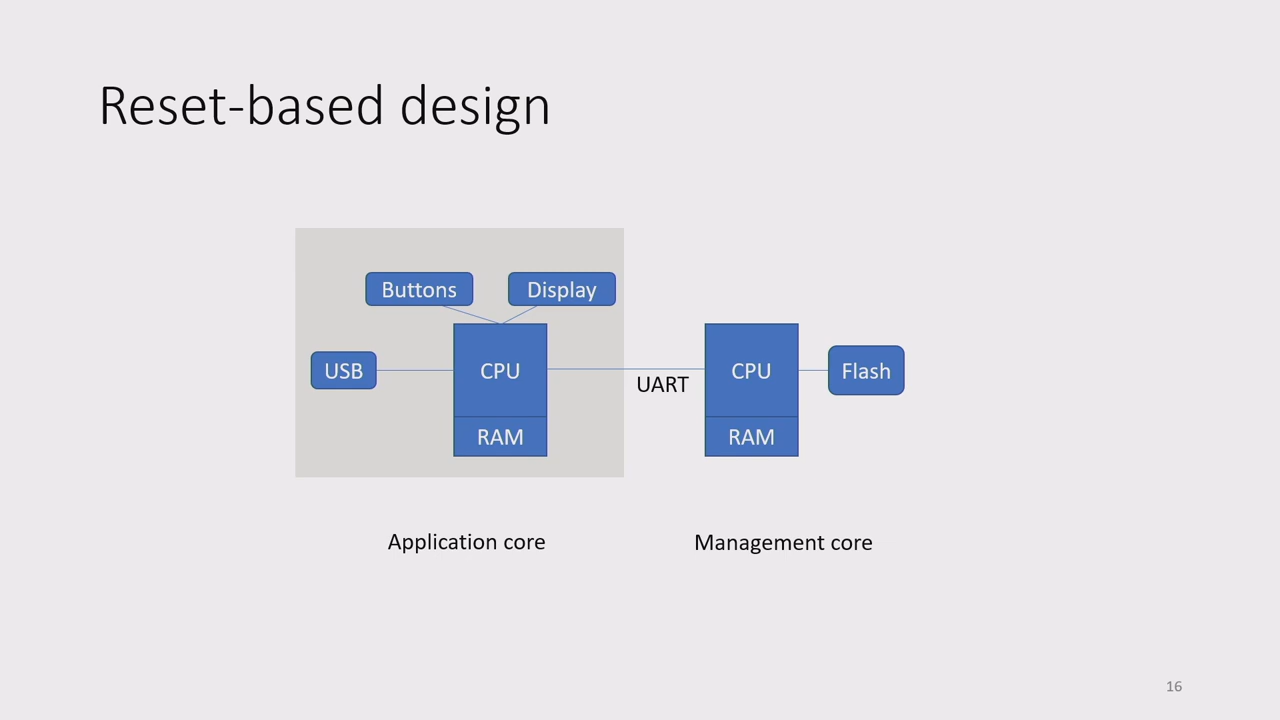 Reset-based design
Buttons
Display
USB
CPU
RAM
UART
CPU
RAM
Flash
Application core
Management core
16